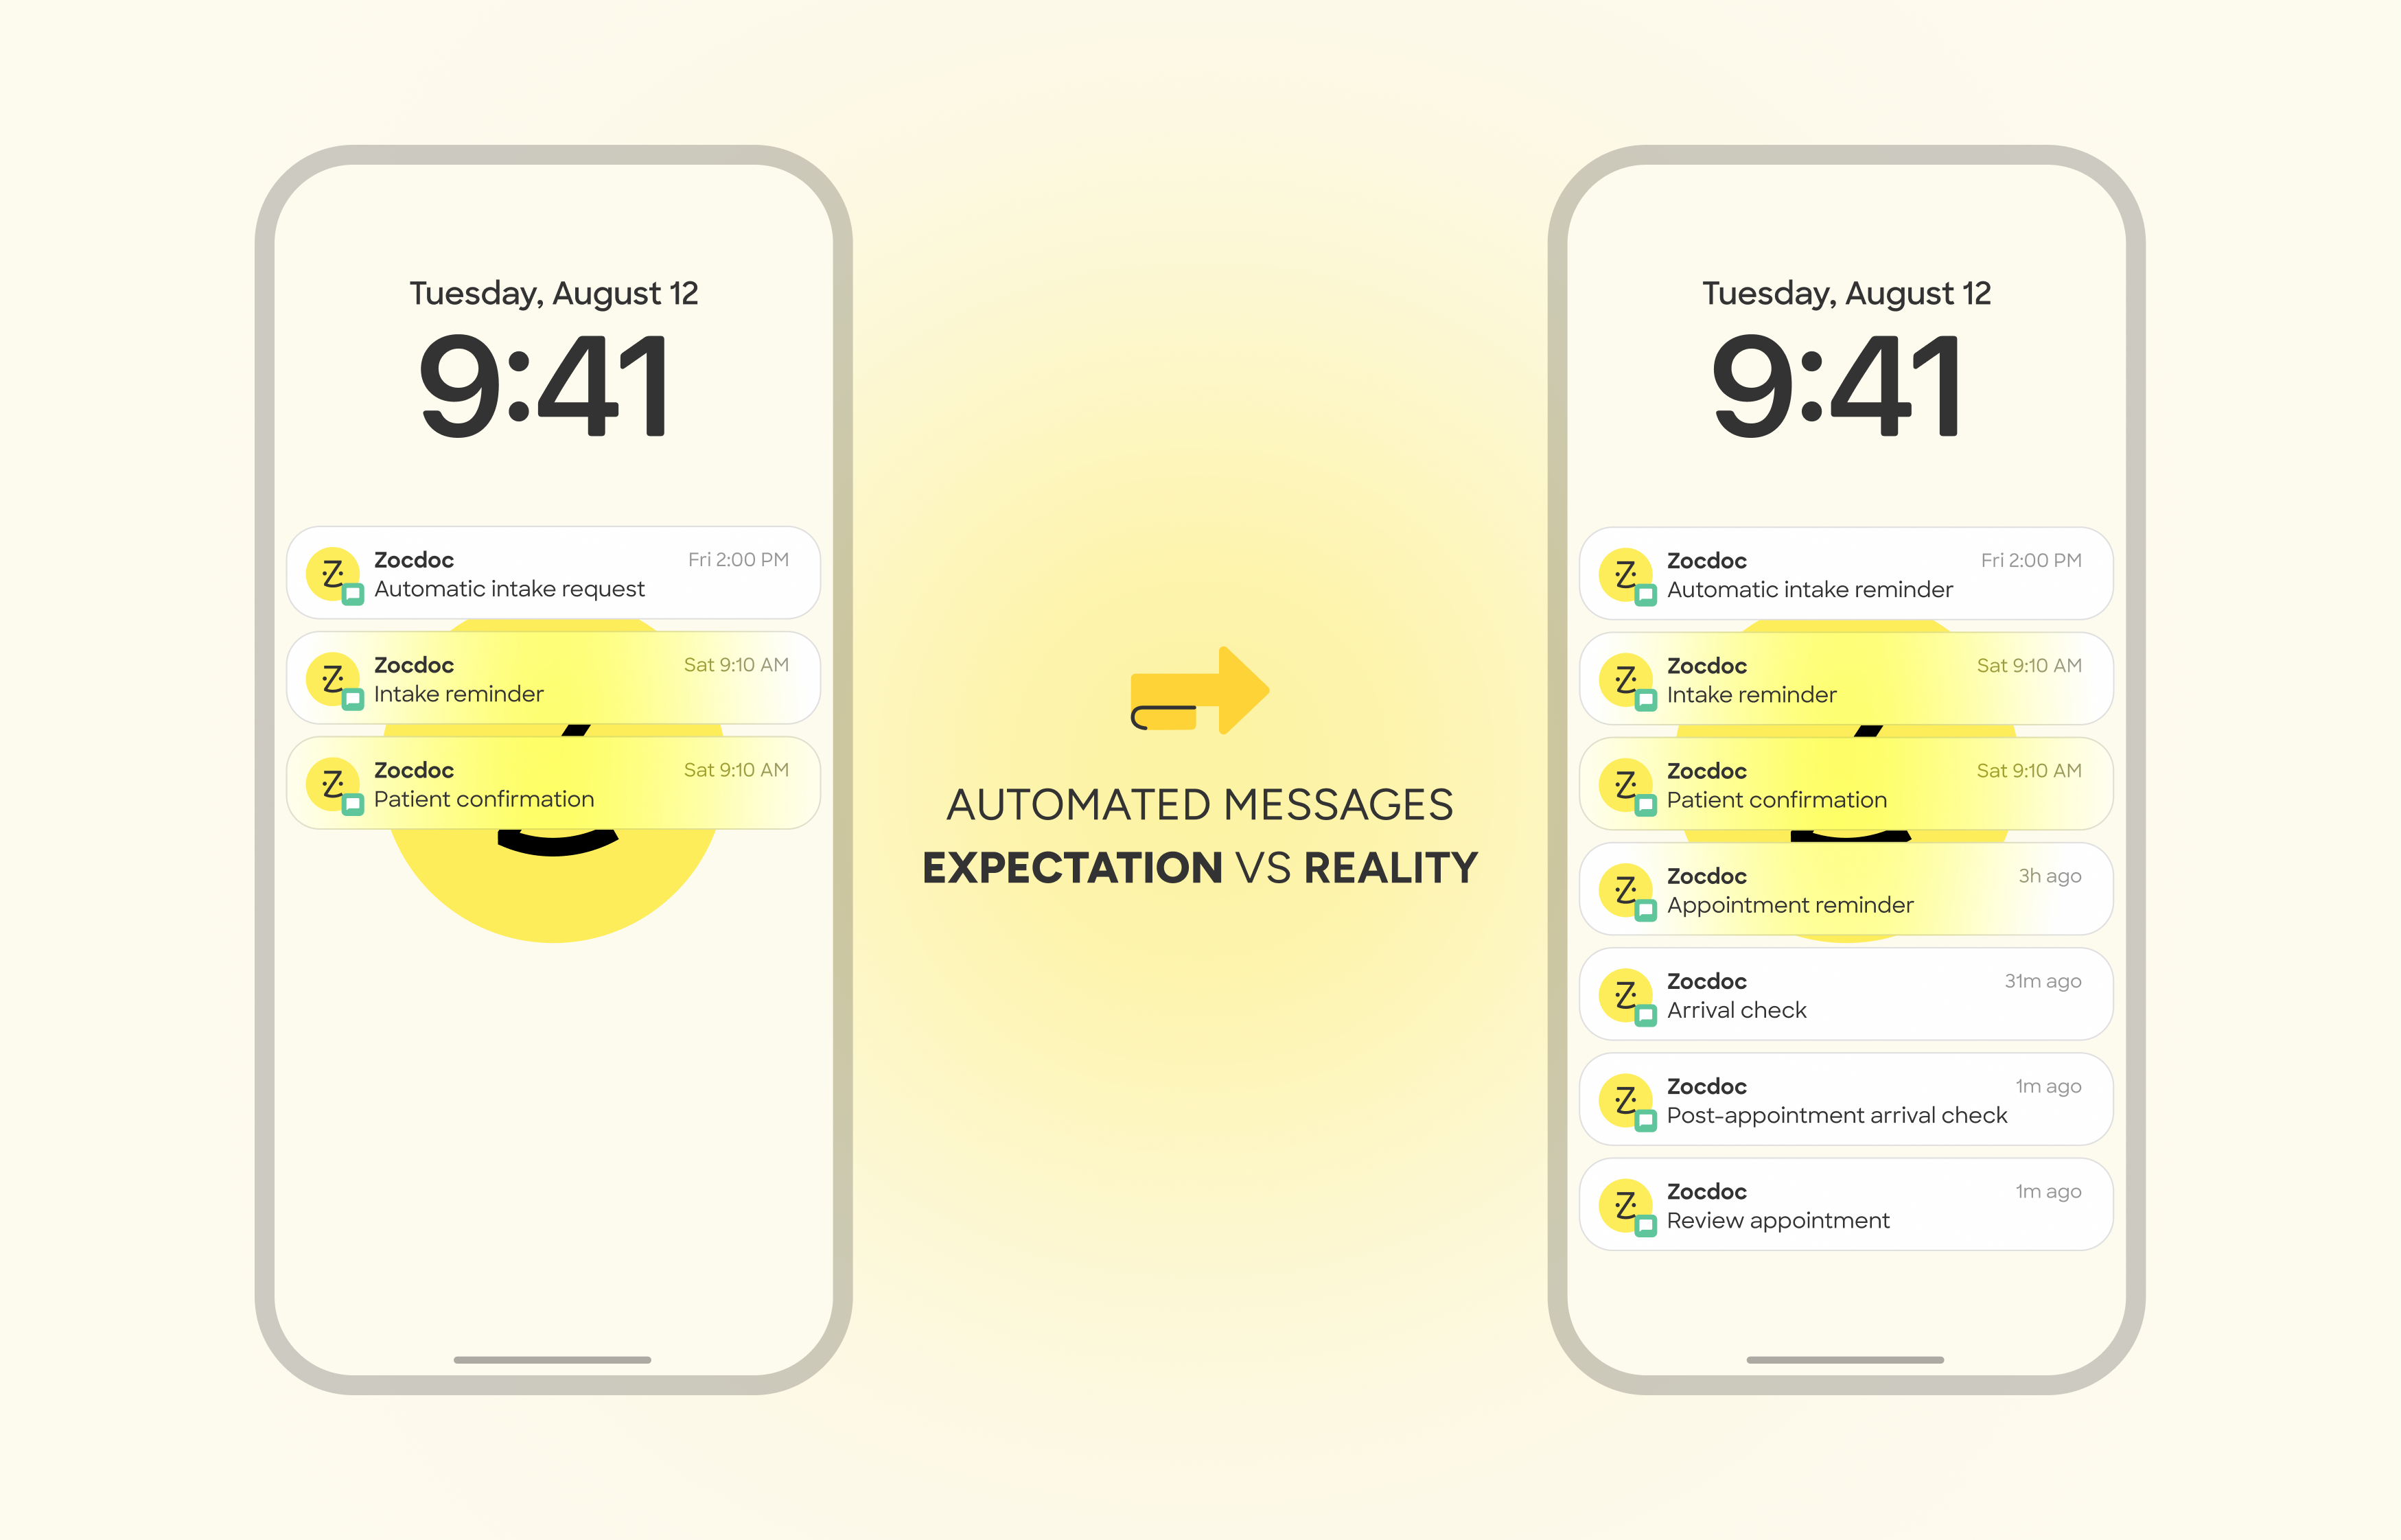 Tuesday, August 12
9:41
Zocdoc
Fri 2:00 PM
Automatic intake request
Zocdoc
Sat 9:10 AM
Intake reminder
Zocdoc
Sat 9:10 AM
Patient confirmation
AUTOMATED MESSAGES
EXPECTATION VS REALITY
Tuesday, August 12
9:41
Zocdoc
Fri 2:00 PM
Automatic intake reminder
Zocdoc
Sat 9:10 AM
Intake reminder
Zocdoc
Sat 9:10 AM
Patient confirmation
Zocdoc
3h ago
Appointment reminder
Zocdoc
31m ago
Arrival check
Zocdoc
1m ago
Post-appointment arrival check
Zocdoc
1m ago
Review appointment